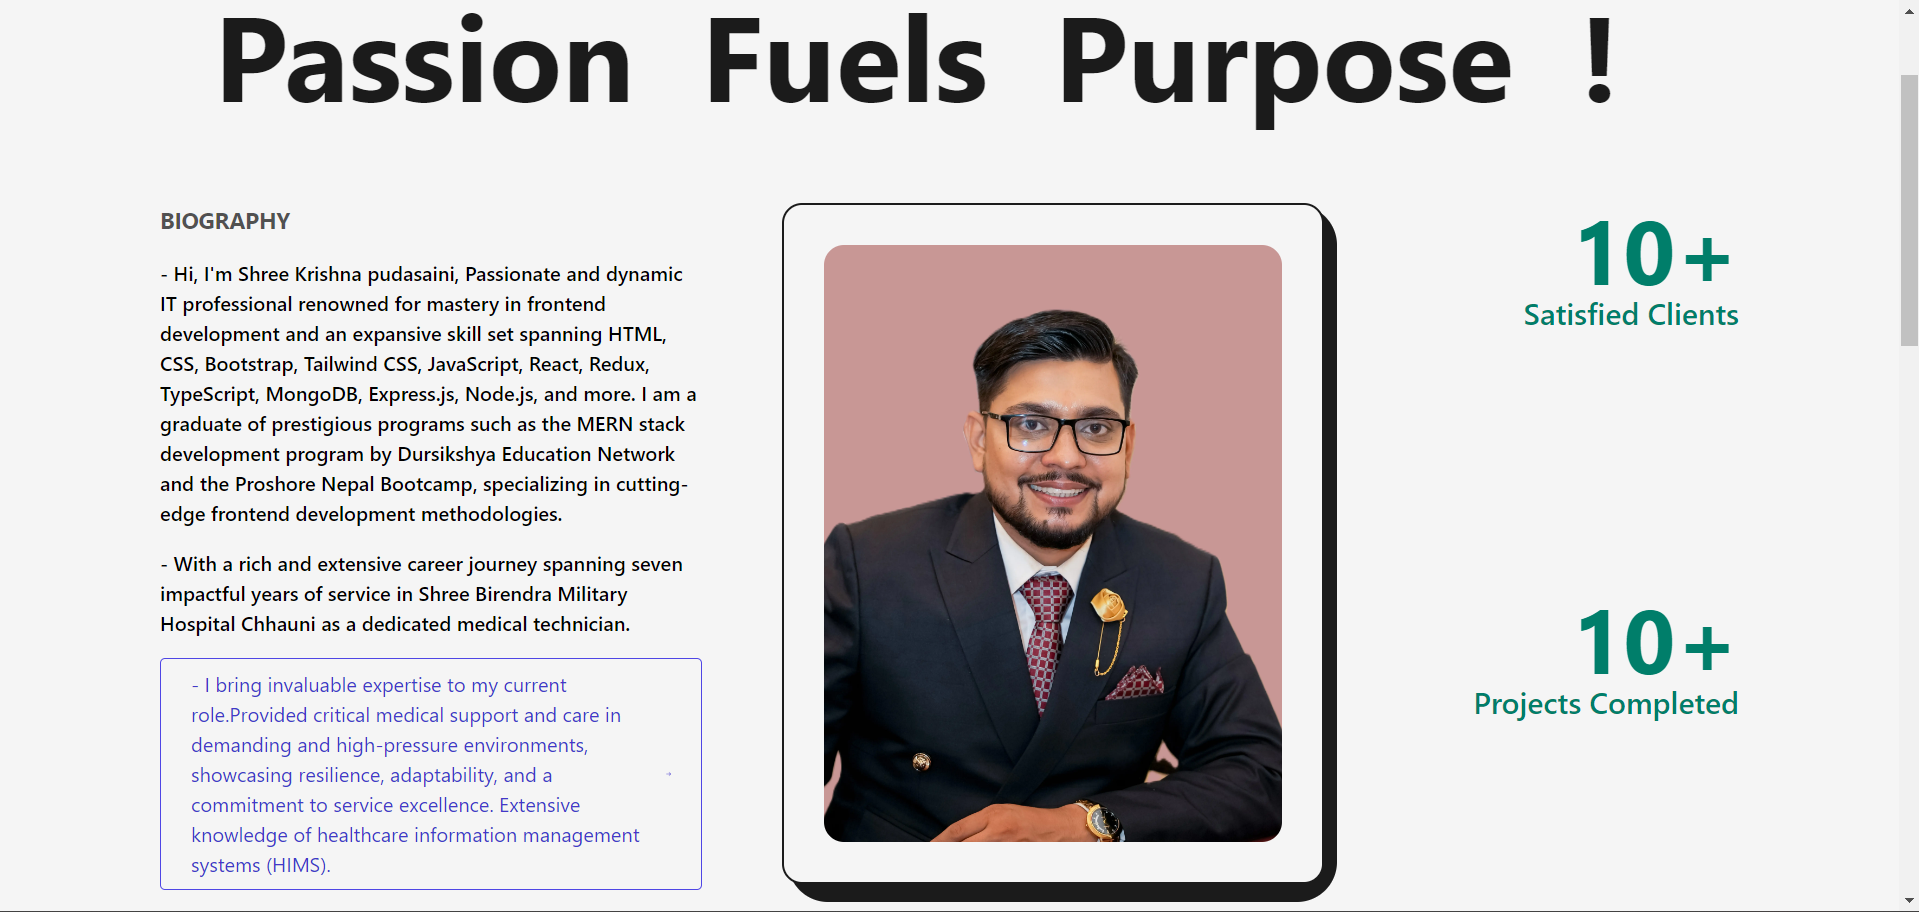 Passion Fuels Purpose !
BIOGRAPHY
- Hi, I'm Shree Krishna pudasaini, Passionate and dynamic
IT professional renowned for mastery in frontend
development and an expansive skill set spanning HTML,
CSS, Bootstrap, Tailwind CSS, JavaScript, React, Redux,
TypeScript, MongoDB, Express.js, Node.js, and more. I am a
graduate of prestigious programs such as the MERN stack
development program by Dursikshya Education Network
and the Proshore Nepal Bootcamp, specializing in cutting-
edge frontend development methodologies.
- With a rich and extensive career journey spanning seven
impactful years of service in Shree Birendra Military
Hospital Chhauni as a dedicated medical technician.
- I bring invaluable expertise to my current
role.Provided critical medical support and care in
demanding and high-pressure environments,
showcasing resilience, adaptability, and a
commitment to service excellence. Extensive
knowledge of healthcare information management
systems (HIMS).
10+
Satisfied Clients
10+
Projects Completed